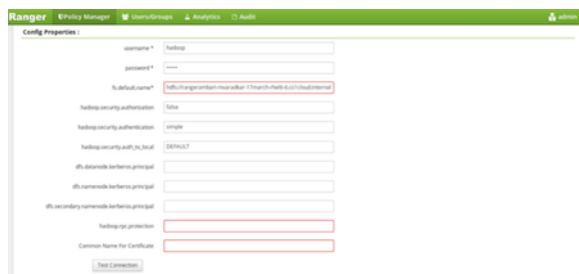 Ranger Policy Manager Users/Groups Analytics Audit admin
Config Properties :
username * hadoop
password * •••••
fs.default.name*
hadoop.security.authorization false
hadoop.security.authentication simple
hadoop.security.auth_to_local DEFAULT
dfs.datanode.kerberos.principal
dfs.namenode.kerberos.principal
dfs.secondary.namenode.kerberos.principal
hadoop.rpc.protection
Common Name For Certificate
Test Connection